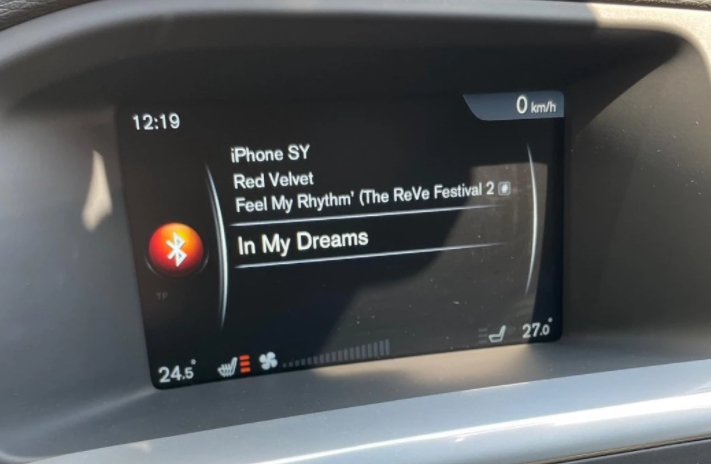 12:19
0 km/h
iPhone SY
Red Velvet
Feel My Rhythm' (The ReVe Festival 2
In My Dreams
TP
24.5°
27.0°